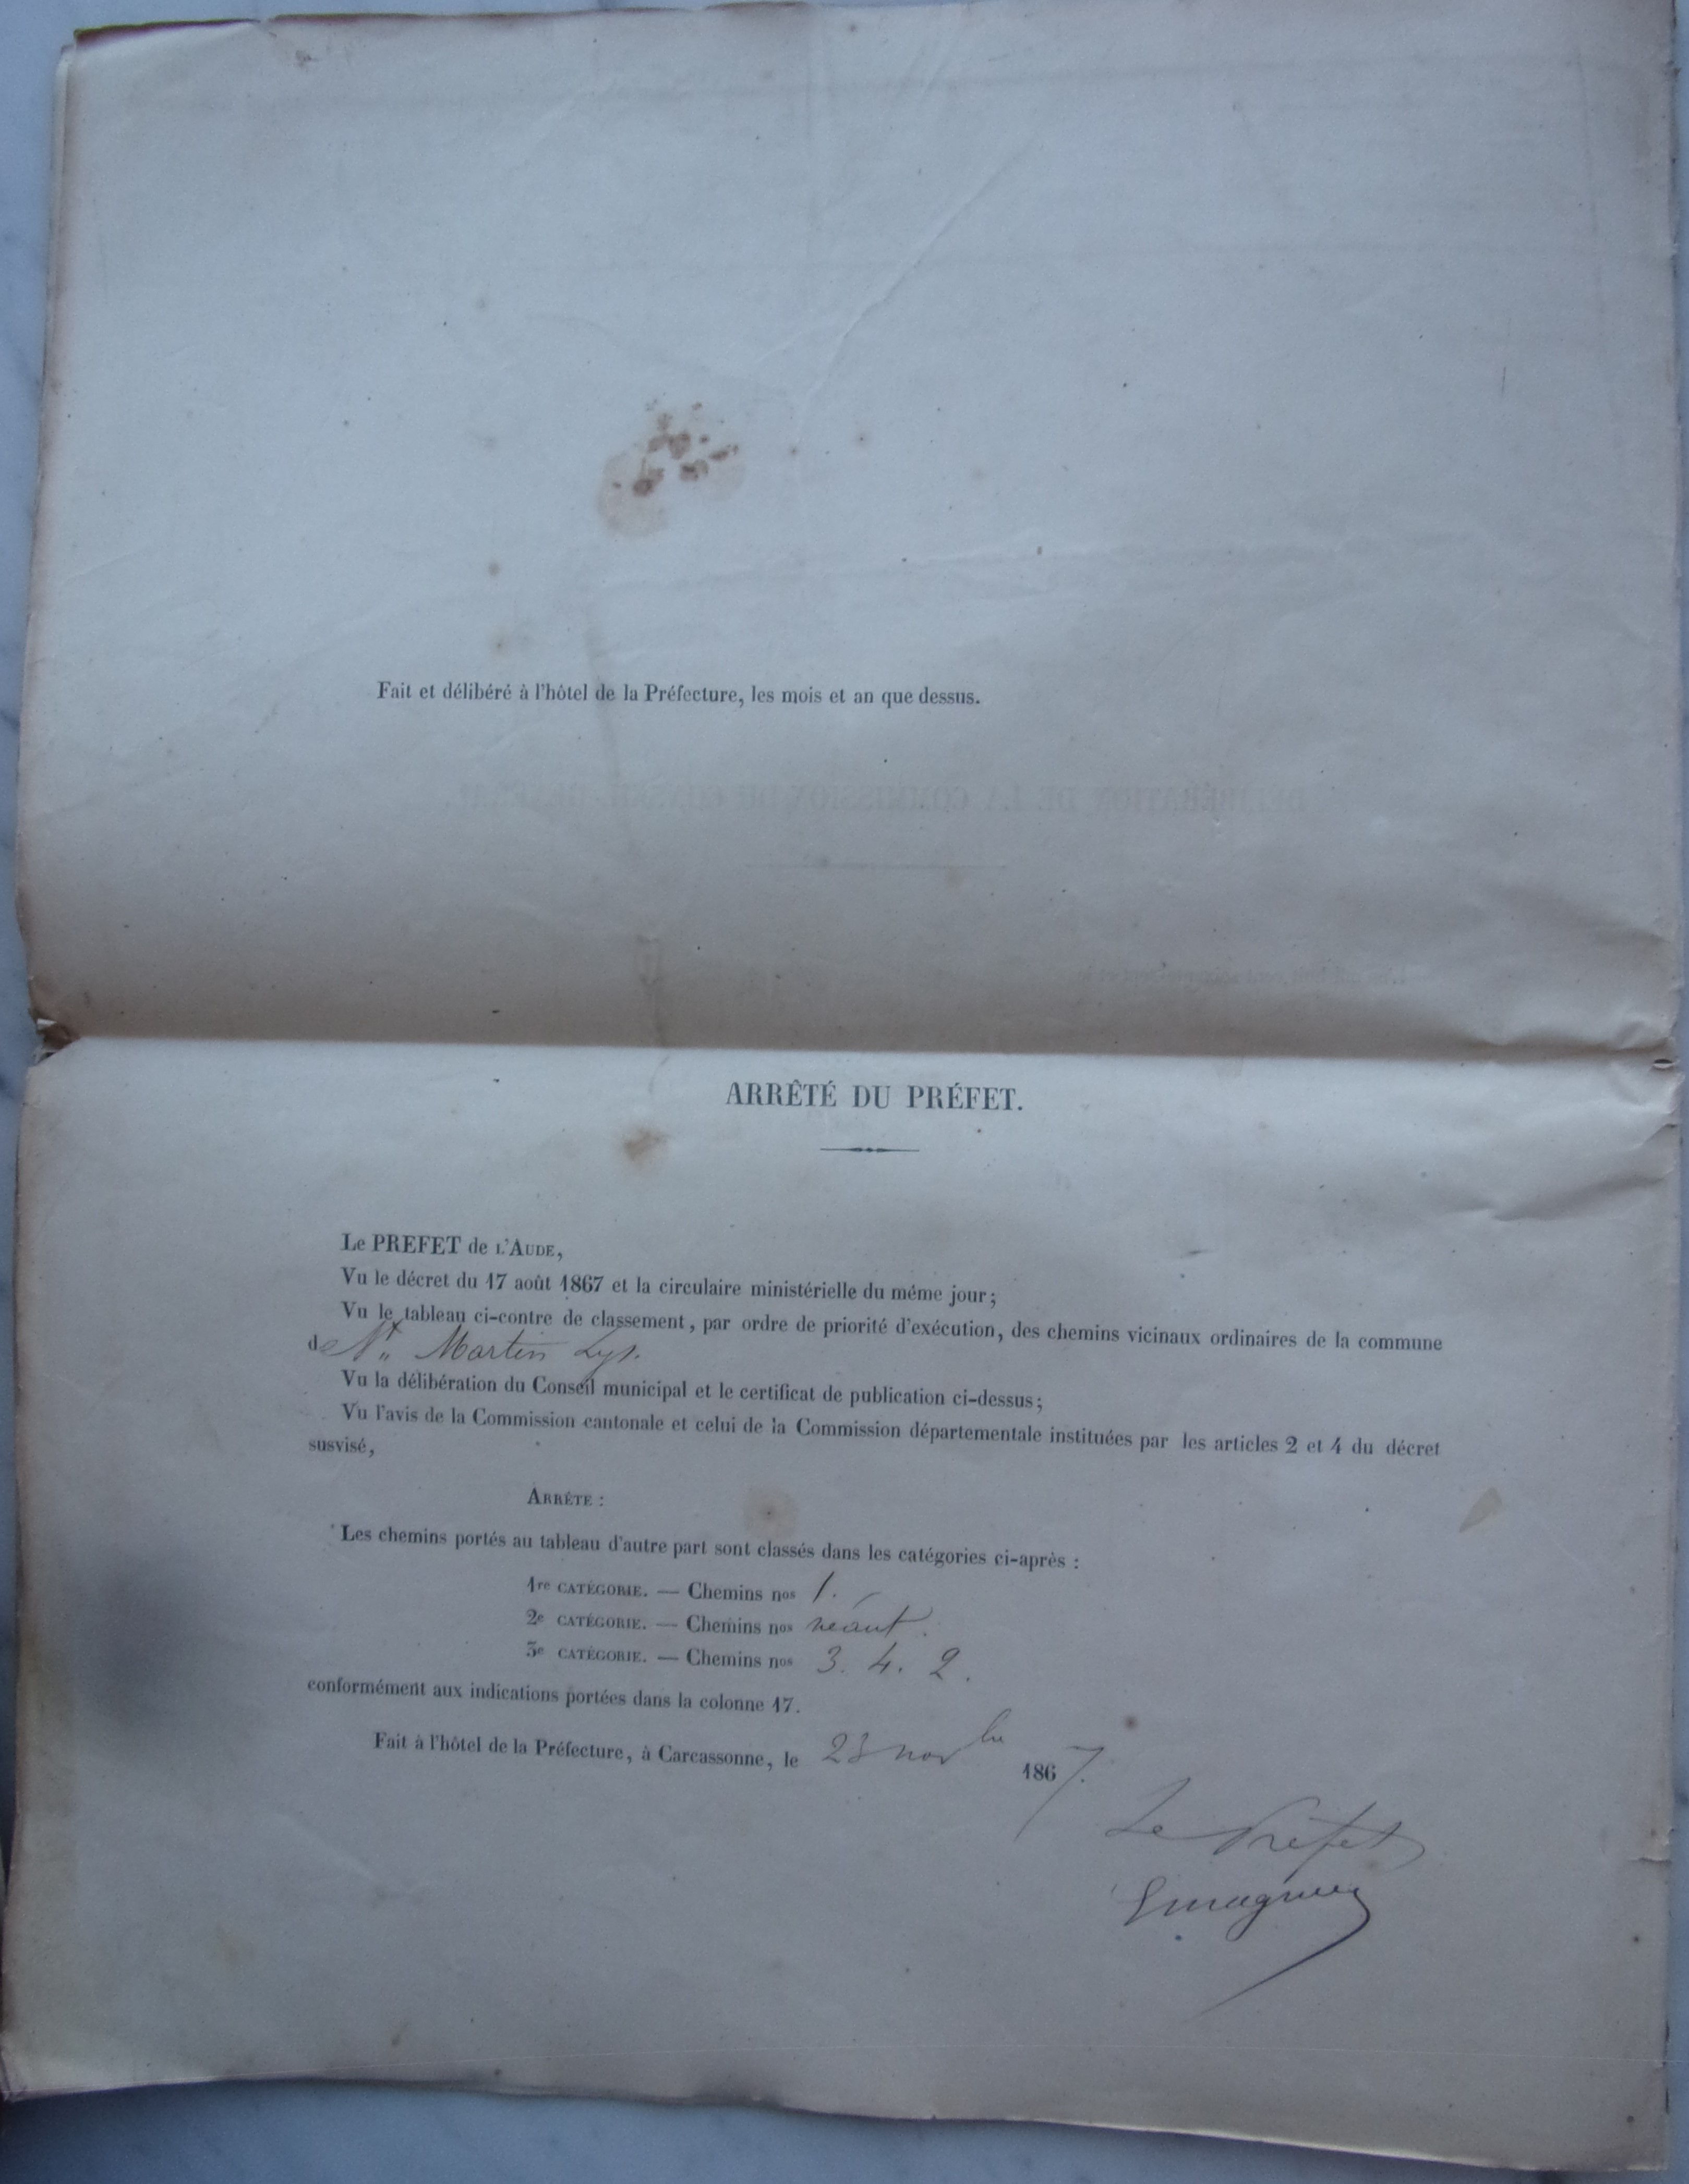 Fait et délibéré à l'hôtel de la Préfecture, les mois et an que dessus.
ARRÊTÉ DU PRÉFET.
Le PREFET de L'AUDE,
Vu le décret du 17 août 1867 et la circulaire ministérielle du même jour;
Vu le tableau ci-contre de classement, par ordre de priorité d'exécution, des chemins vicinaux ordinaires de la commune
de St Martin Lys.
Vu la délibération du Conseil municipal et le certificat de publication ci-dessus;
Vu l'avis de la Commission cantonale et celui de la Commission départementale instituées par les articles 2 et 4 du décret
susvisé,
ARRÊTE :
Les chemins portés au tableau d'autre part sont classés dans les catégories ci-après :
1re CATÉGORIE. — Chemins nos 1.
2e CATÉGORIE. — Chemins nos néant.
3e CATÉGORIE. — Chemins nos 3. 4. 2.
conformément aux indications portées dans la colonne 17.
Fait à l'hôtel de la Préfecture, à Carcassonne, le 23 novbre 1867.
Le Préfet